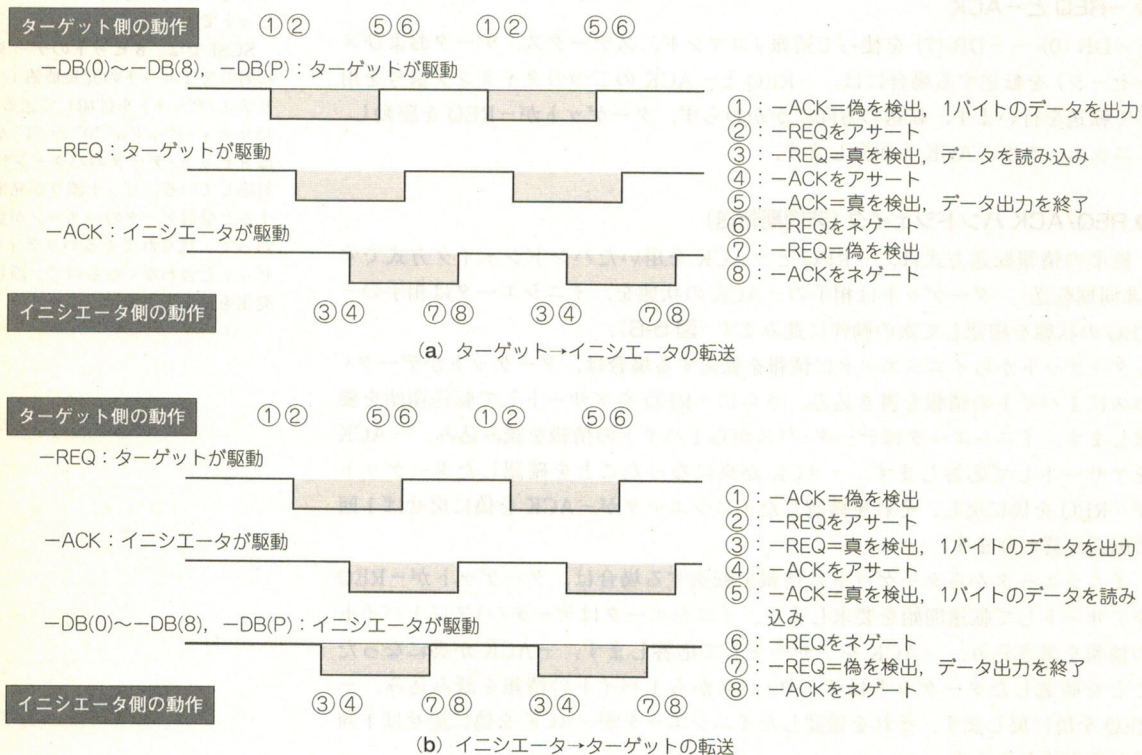 ターゲット側の動作 ①② ⑤⑥ ①② ⑤⑥
−DB(0)〜−DB(8), −DB(P)：ターゲットが駆動
−REQ：ターゲットが駆動
−ACK：イニシエータが駆動
イニシエータ側の動作 ③④ ⑦⑧ ③④ ⑦⑧
①：−ACK=偽を検出，1バイトのデータを出力
②：−REQをアサート
③：−REQ=真を検出，データを読み込み
④：−ACKをアサート
⑤：−ACK=真を検出，データ出力を終了
⑥：−REQをネゲート
⑦：−REQ=偽を検出
⑧：−ACKをネゲート
(a) ターゲット→イニシエータの転送
ターゲット側の動作 ①② ⑤⑥ ①② ⑤⑥
−REQ：ターゲットが駆動
−ACK：イニシエータが駆動
−DB(0)〜−DB(8), −DB(P)：イニシエータが駆動
イニシエータ側の動作 ③④ ⑦⑧ ③④ ⑦⑧
①：−ACK=偽を検出
②：−REQをアサート
③：−REQ=真を検出，1バイトのデータを出力
④：−ACKをアサート
⑤：−ACK=真を検出，1バイトのデータを読み
込み
⑥：−REQをネゲート
⑦：−REQ=偽を検出，データ出力を終了
⑧：−ACKをネゲート
(b) イニシエータ→ターゲットの転送